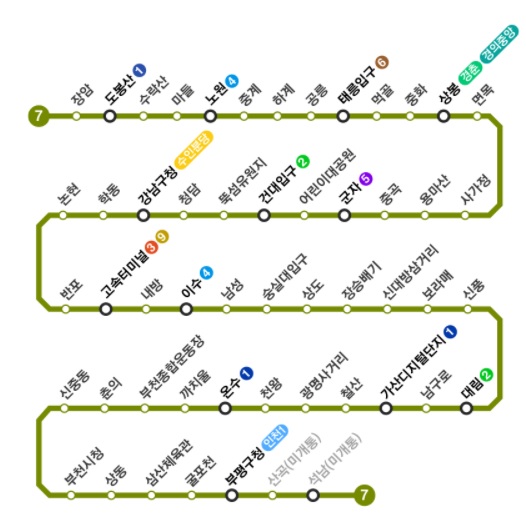 7 장암 도봉산 1 수락산 마들 노원 4 중계 하계 공릉 태릉입구 6 먹골 중화 상봉 경춘 경의중앙 면목
논현 학동 강남구청 수인분당 청담 뚝섬유원지 건대입구 2 어린이대공원 군자 5 중곡 용마산 사가정
반포 고속터미널 3 9 내방 이수 4 남성 숭실대입구 상도 장승배기 신대방삼거리 보라매 신풍
신중동 춘의 부천종합운동장 까치울 온수 1 천왕 광명사거리 철산 가산디지털단지 1 남구로 대림 2
부천시청 상동 삼산체육관 굴포천 부평구청 인천1 산곡(미개통) 석남(미개통) 7